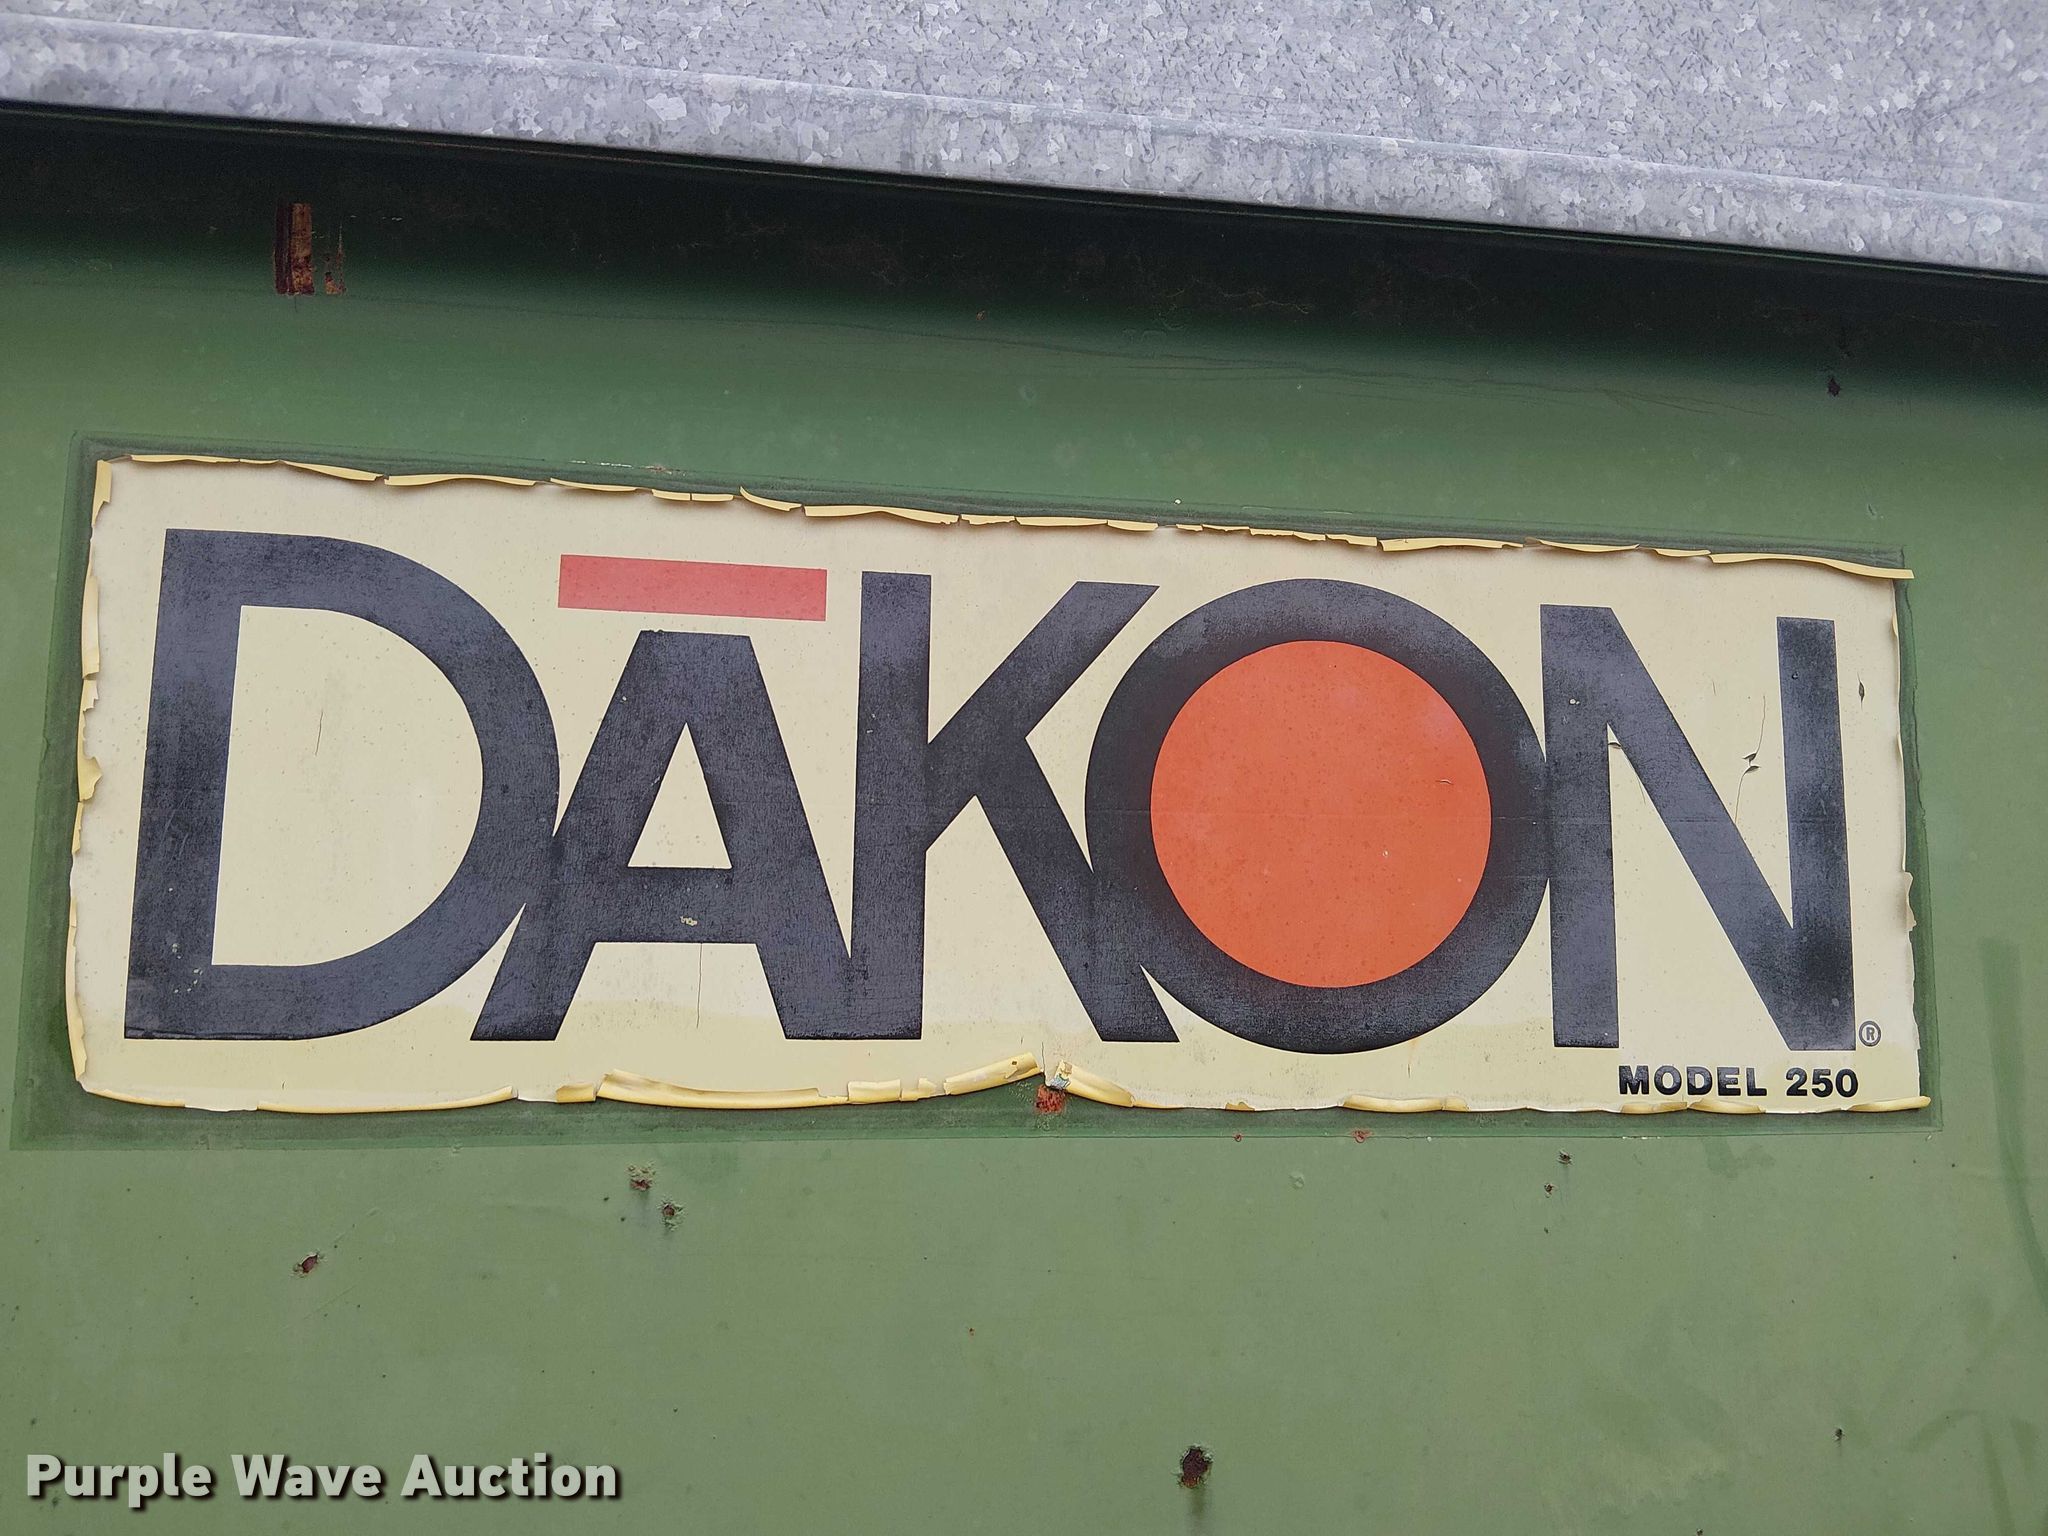 DĀKON
®
MODEL 250
Purple Wave Auction